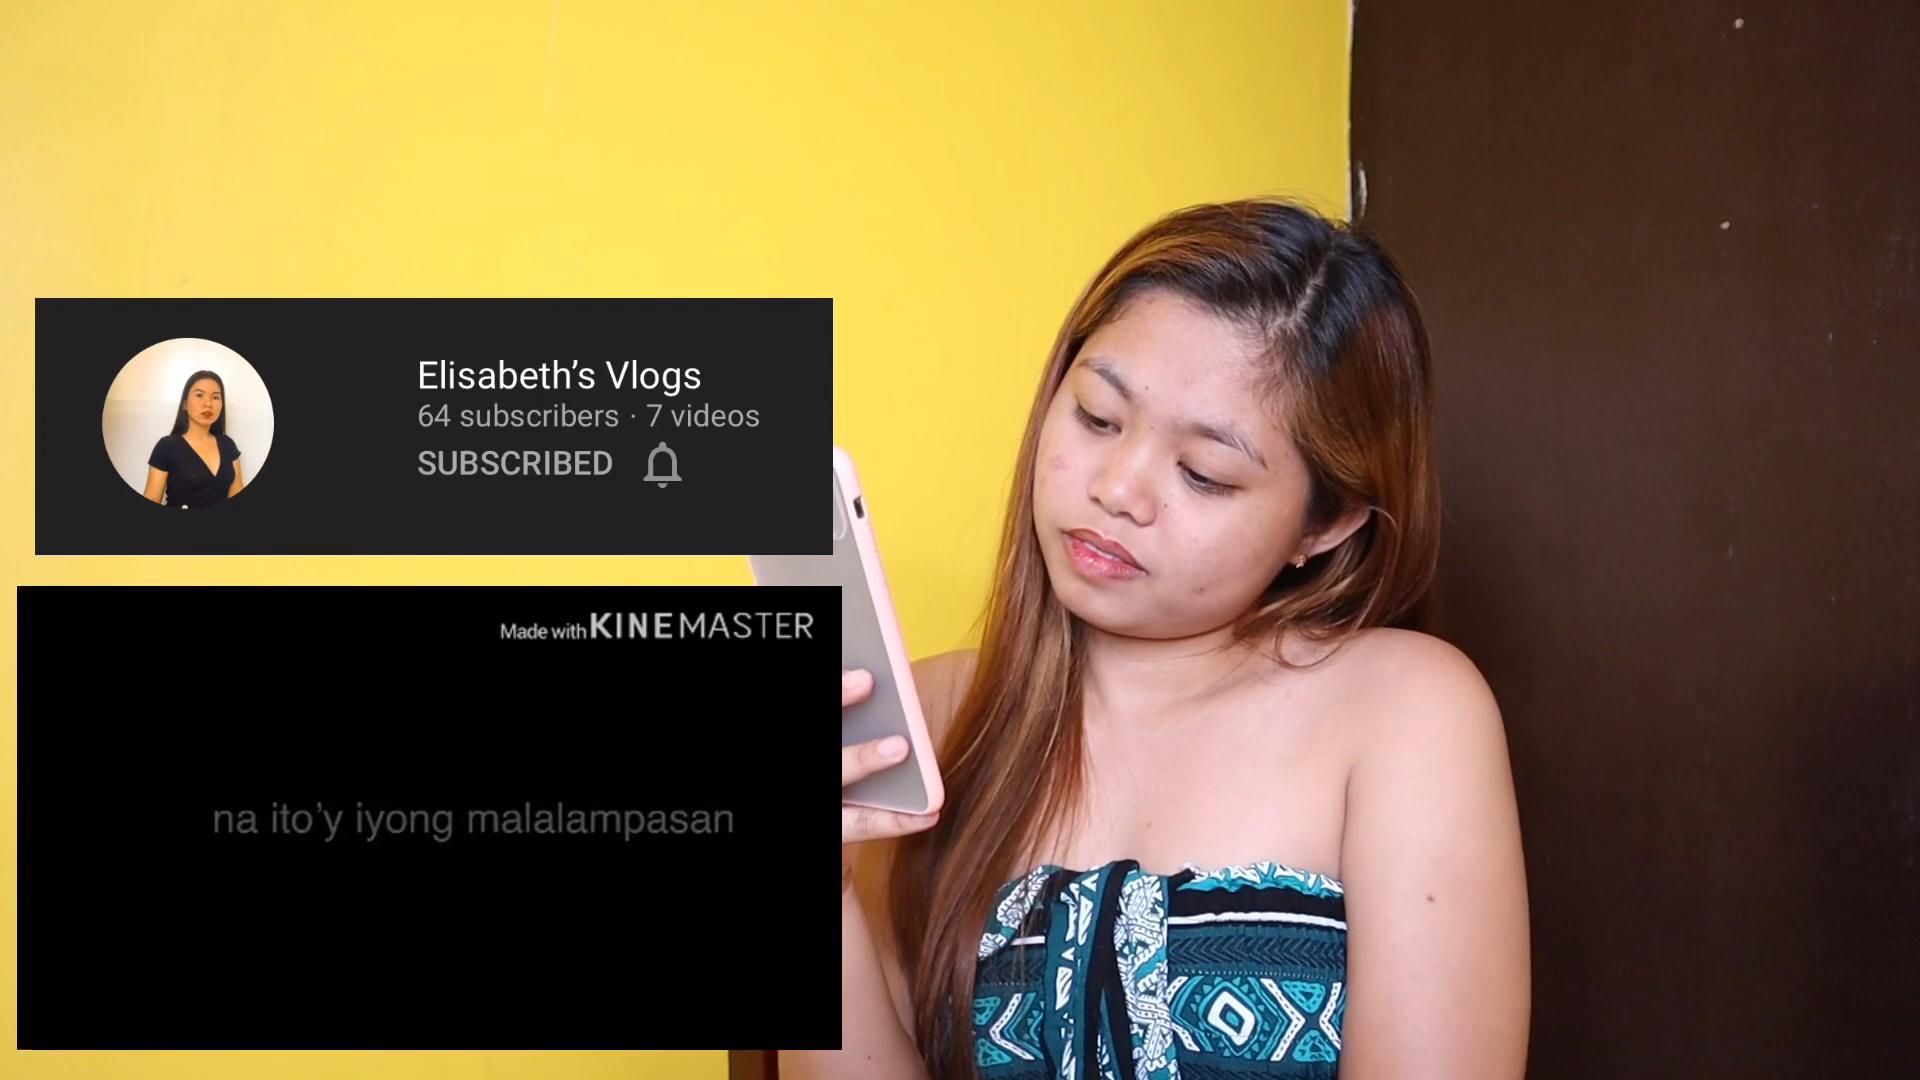 Elisabeth’s Vlogs
64 subscribers · 7 videos
SUBSCRIBED
Made with KINEMASTER
na ito’y iyong malalampasan